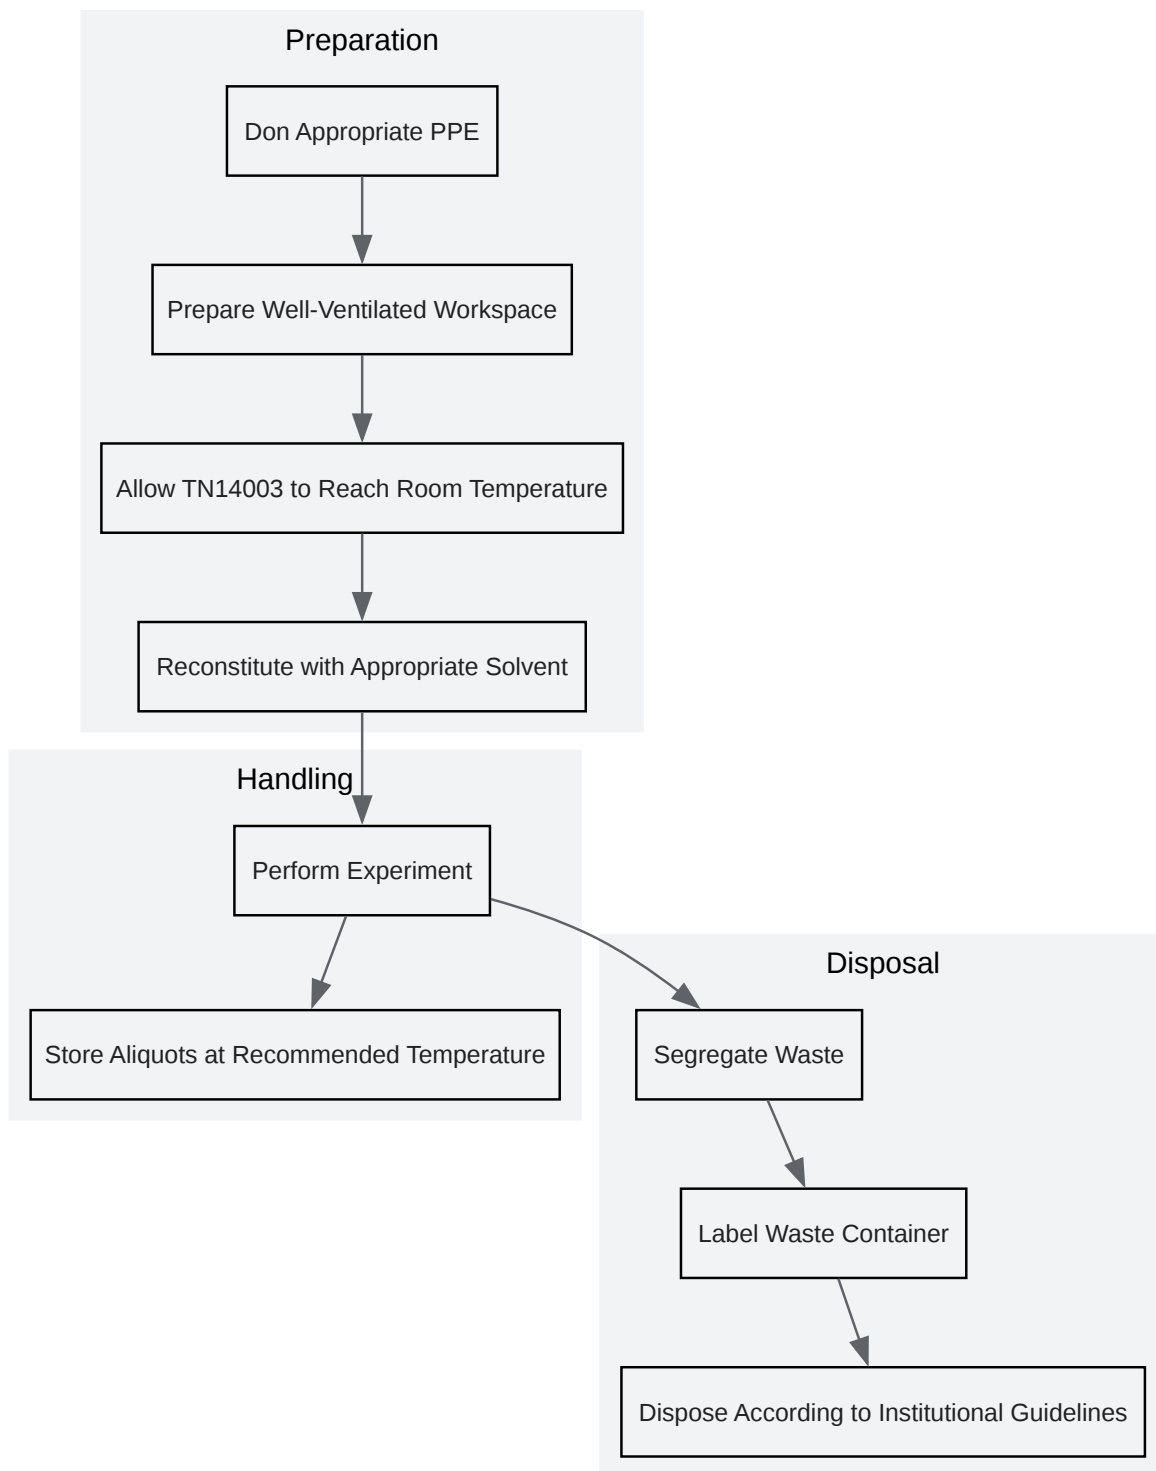 Preparation
Don Appropriate PPE
Prepare Well-Ventilated Workspace
Allow TN14003 to Reach Room Temperature
Reconstitute with Appropriate Solvent
Handling
Perform Experiment
Store Aliquots at Recommended Temperature
Disposal
Segregate Waste
Label Waste Container
Dispose According to Institutional Guidelines